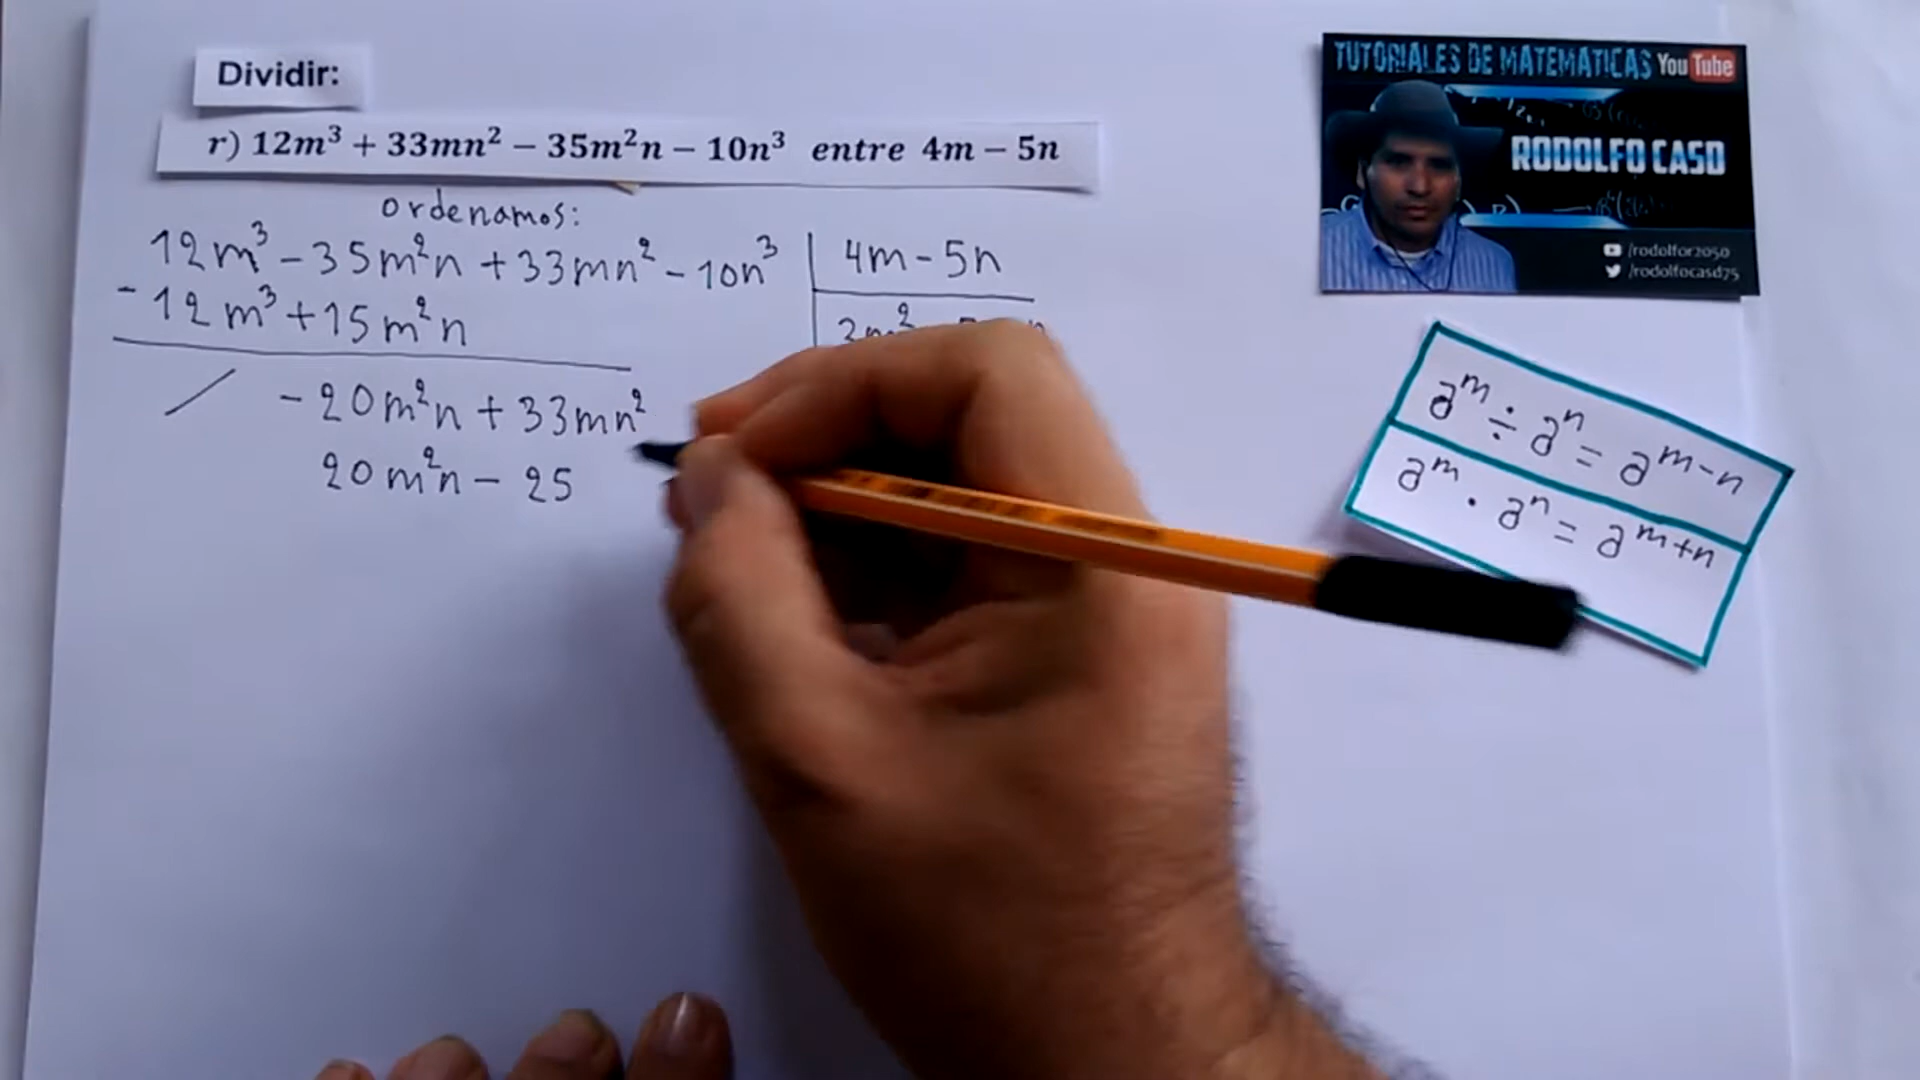 Dividir:
r) 12m³ + 33mn² − 35m²n − 10n³ entre 4m − 5n
ordenamos:
12m³ - 35m²n + 33mn² - 10n³ 4m - 5n
- 12m³ + 15m²n
- 20m²n + 33mn²
20m²n - 25
TUTORIALES DE MATEMATICAS YouTube
RODOLFO CASO
/rodolfor2050
/rodolfocasd75
aᵐ ÷ aⁿ = aᵐ⁻ⁿ
aᵐ · aⁿ = aᵐ⁺ⁿ